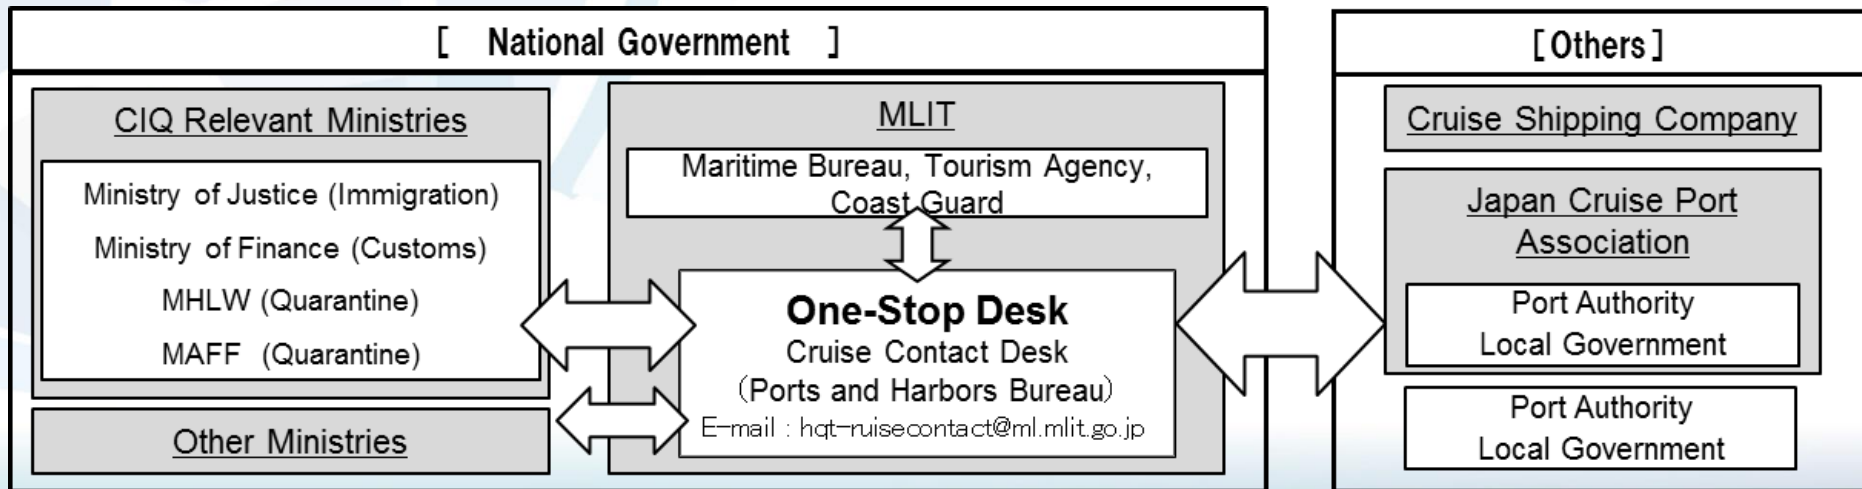 [ National Government ]
CIQ Relevant Ministries
Ministry of Justice (Immigration)
Ministry of Finance (Customs)
MHLW (Quarantine)
MAFF (Quarantine)
Other Ministries
MLIT
Maritime Bureau, Tourism Agency,
Coast Guard
One-Stop Desk
Cruise Contact Desk
(Ports and Harbors Bureau)
E-mail : hqt-ruisecontact@ml.mlit.go.jp
[Others]
Cruise Shipping Company
Japan Cruise Port
Association
Port Authority
Local Government
Port Authority
Local Government